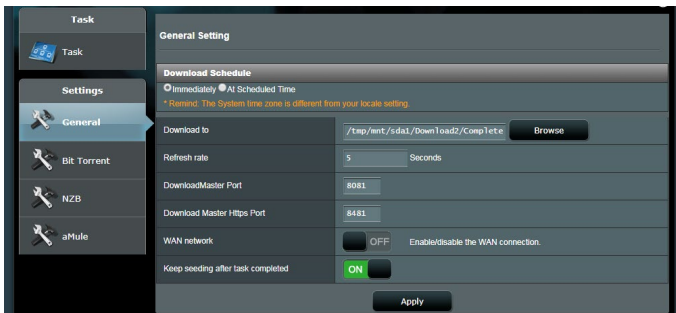 Task
Task
Settings
General
Bit Torrent
NZB
aMule
General Setting
Download Schedule
Immediately At Scheduled Time
* Remind: The System time zone is different from your locale setting.
Download to /tmp/mnt/sda1/Download2/Complete Browse
Refresh rate 5 Seconds
DownloadMaster Port 8081
Download Master Https Port 8481
WAN network OFF Enable/disable the WAN connection.
Keep seeding after task completed ON
Apply